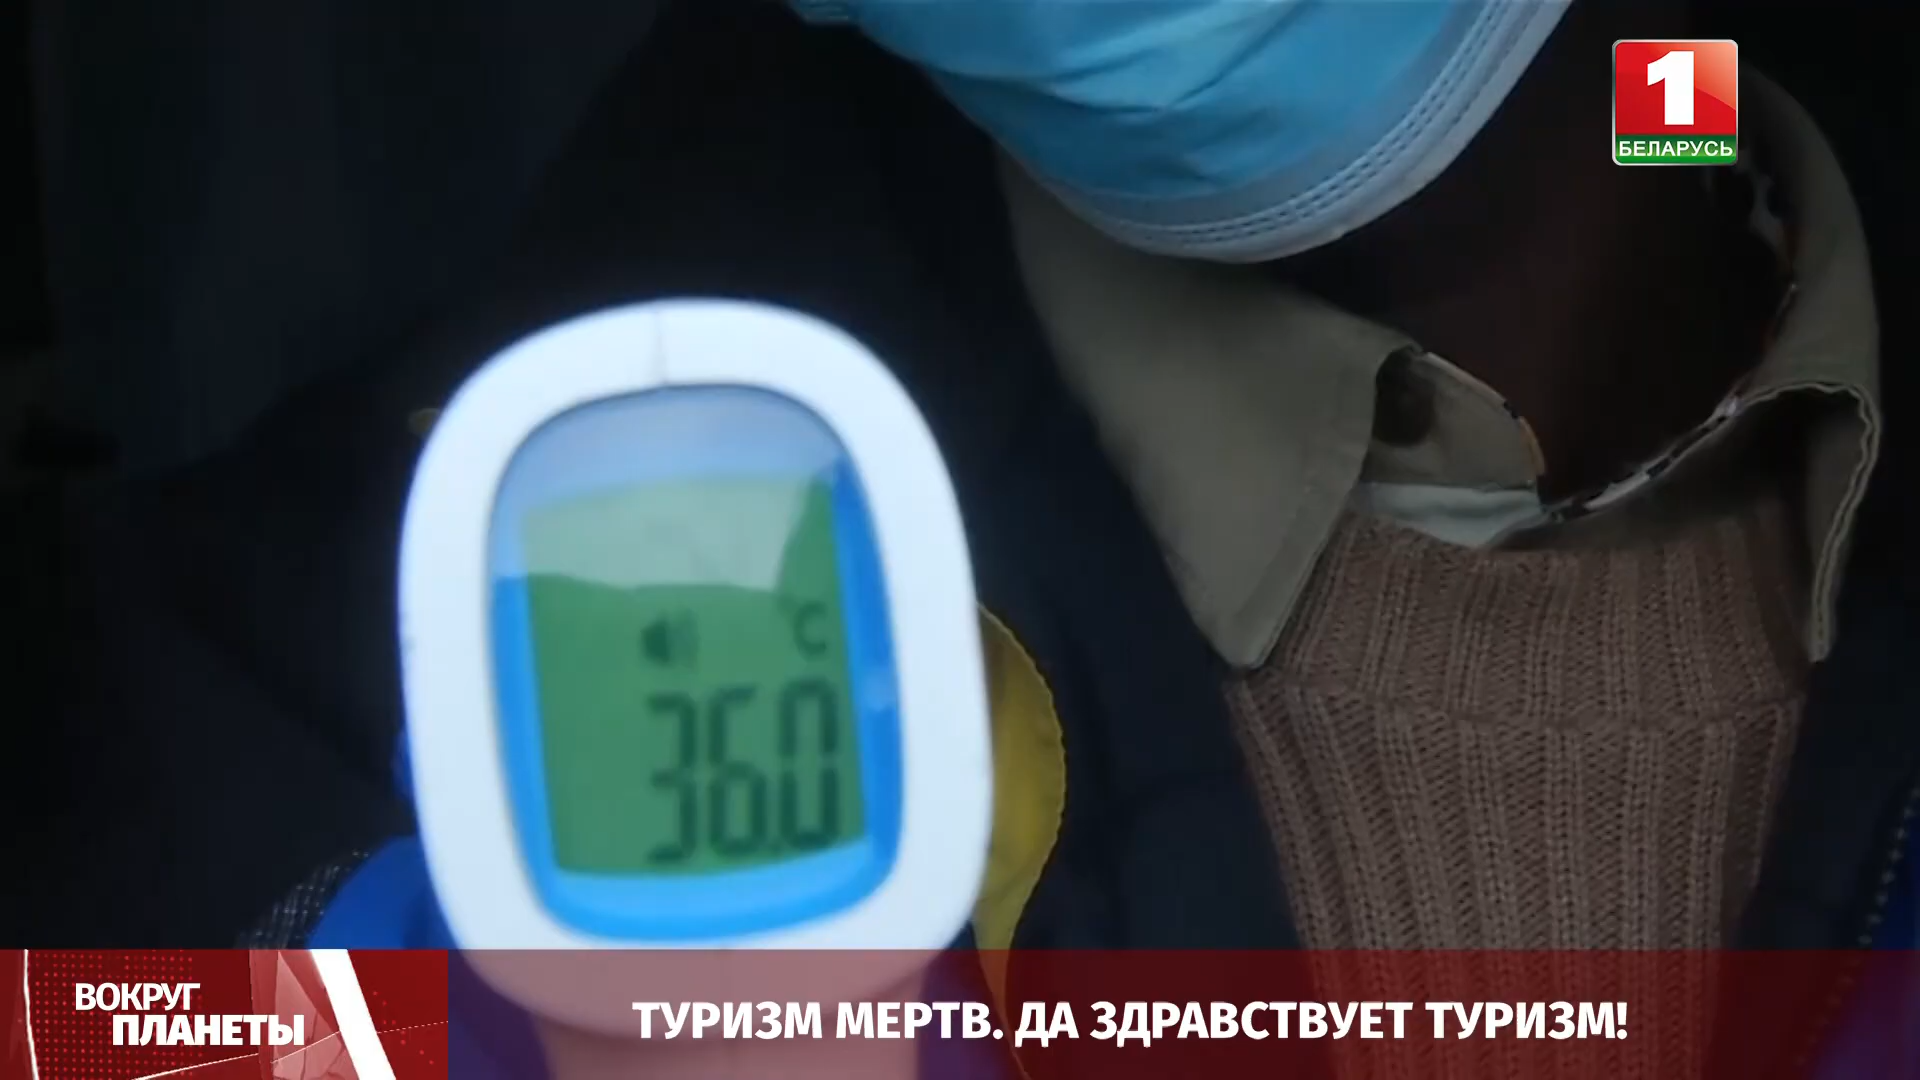 1
БЕЛАРУСЬ
°C
36.0
ВОКРУГ
ПЛАНЕТЫ
ТУРИЗМ МЕРТВ. ДА ЗДРАВСТВУЕТ ТУРИЗМ!